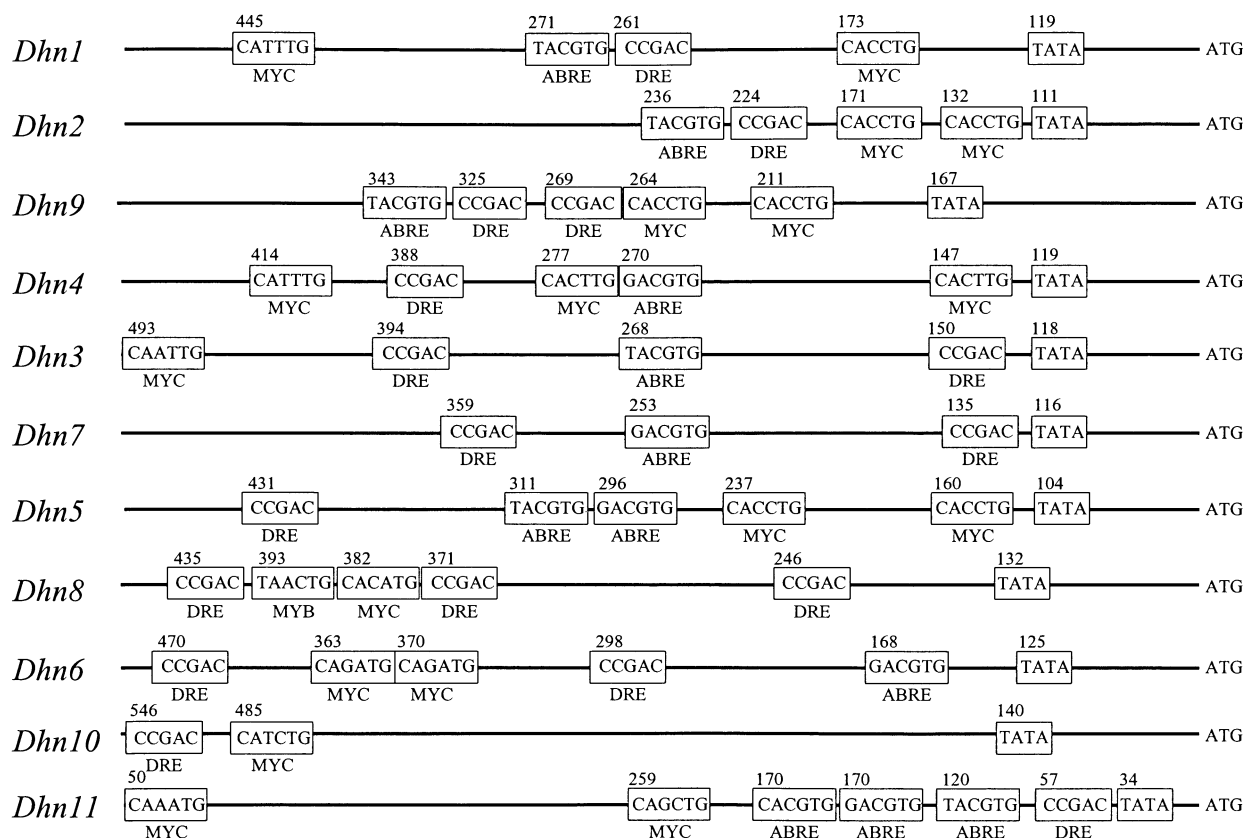 445 271 261 173 119
Dhn1 CATTTG TACGTG CCGAC CACCTG TATA ATG
MYC ABRE DRE MYC
236 224 171 132 111
Dhn2 TACGTG CCGAC CACCTG CACCTG TATA ATG
ABRE DRE MYC MYC
343 325 269 264 211 167
Dhn9 TACGTG CCGAC CCGAC CACCTG CACCTG TATA ATG
ABRE DRE DRE MYC MYC
414 388 277 270 147 119
Dhn4 CATTTG CCGAC CACTTG GACGTG CACTTG TATA ATG
MYC DRE MYC ABRE MYC
493 394 268 150 118
Dhn3 CAATTG CCGAC TACGTG CCGAC TATA ATG
MYC DRE ABRE DRE
359 253 135 116
Dhn7 CCGAC GACGTG CCGAC TATA ATG
DRE ABRE DRE
431 311 296 237 160 104
Dhn5 CCGAC TACGTG GACGTG CACCTG CACCTG TATA ATG
DRE ABRE ABRE MYC MYC
435 393 382 371 246 132
Dhn8 CCGAC TAACTG CACATG CCGAC CCGAC TATA ATG
DRE MYB MYC DRE DRE
470 363 370 298 168 125
Dhn6 CCGAC CAGATG CAGATG CCGAC GACGTG TATA ATG
DRE MYC MYC DRE ABRE
546 485 140
Dhn10 CCGAC CATCTG TATA ATG
DRE MYC
50 259 170 170 120 57 34
Dhn11 CAAATG CAGCTG CACGTG GACGTG TACGTG CCGAC TATA ATG
MYC MYC ABRE ABRE ABRE DRE